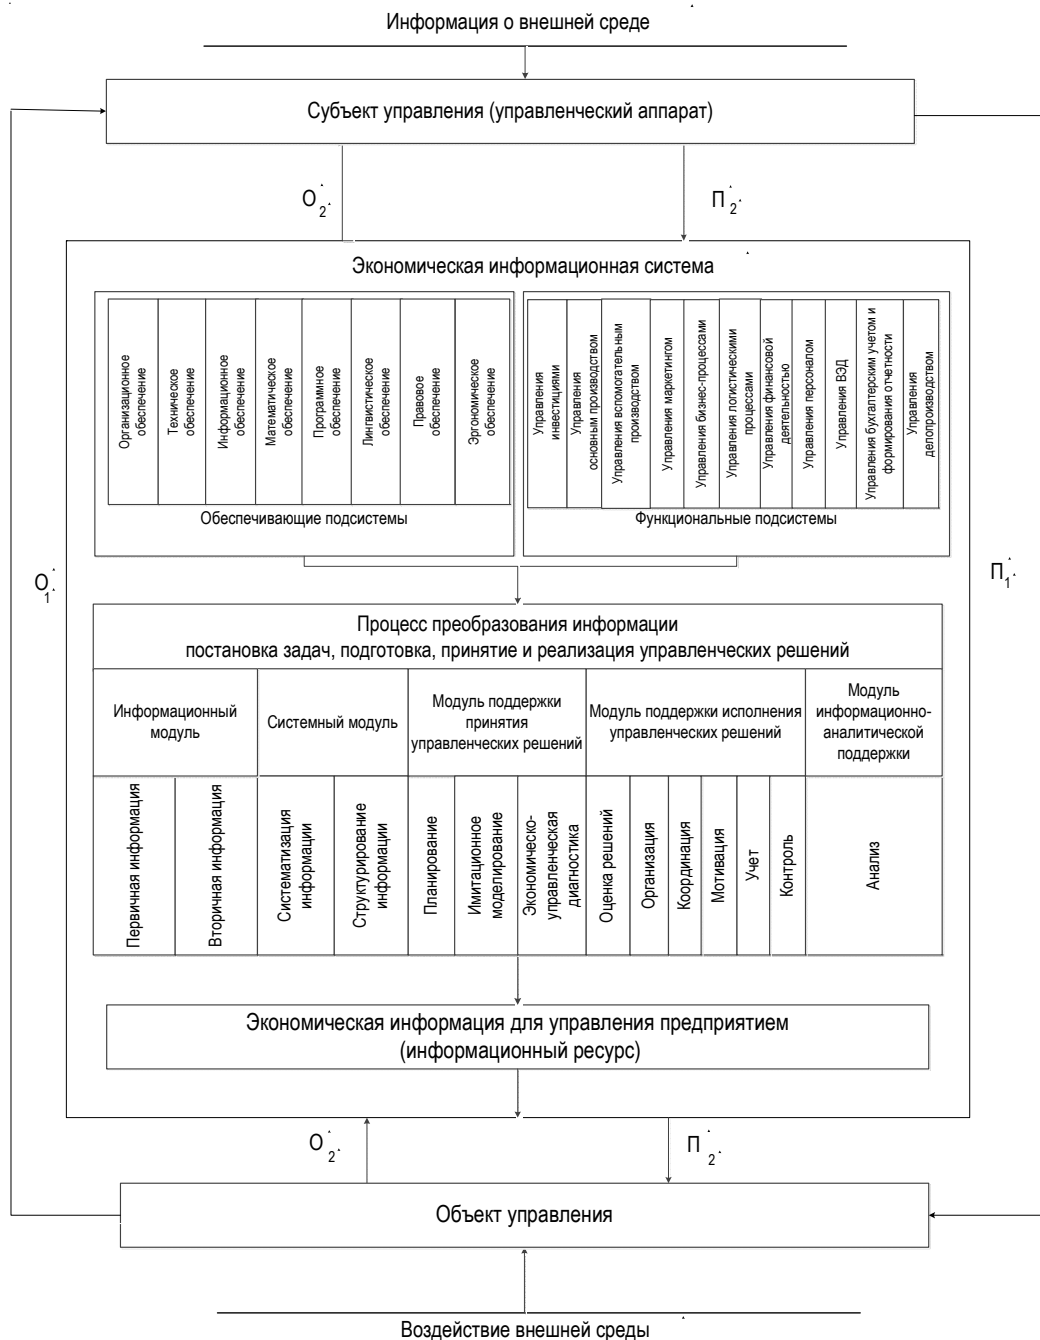 Информация о внешней среде
Субъект управления (управленческий аппарат)
О2
П2
Экономическая информационная система
Организационное
обеспечение
Техническое
обеспечение
Информационное
обеспечение
Математическое
обеспечение
Программное
обеспечение
Лингвистическое
обеспечение
Правовое
обеспечение
Эргономическое
обеспечение
Обеспечивающие подсистемы
Управления
инвестициями
Управления
основным производством
Управления вспомогательным
производством
Управления маркетингом
Управления бизнес-процессами
Управления логистическими
процессами
Управления финансовой
деятельностью
Управления персоналом
Управления ВЭД
Управления бухгалтерским учетом и
формирования отчетности
Управления
делопроизводством
Функциональные подсистемы
О1
П1
Процесс преобразования информации
постановка задач, подготовка, принятие и реализация управленческих решений
Информационный
модуль
Системный модуль
Модуль поддержки
принятия
управленческих решений
Модуль поддержки исполнения
управленческих решений
Модуль
информационно-
аналитической
поддержки
Первичная информация
Вторичная информация
Систематизация
информации
Структурирование
информации
Планирование
Имитационное
моделирование
Экономическо-
управленческая
диагностика
Оценка решений
Организация
Координация
Мотивация
Учет
Контроль
Анализ
Экономическая информация для управления предприятием
(информационный ресурс)
О2
П2
Объект управления
Воздействие внешней среды